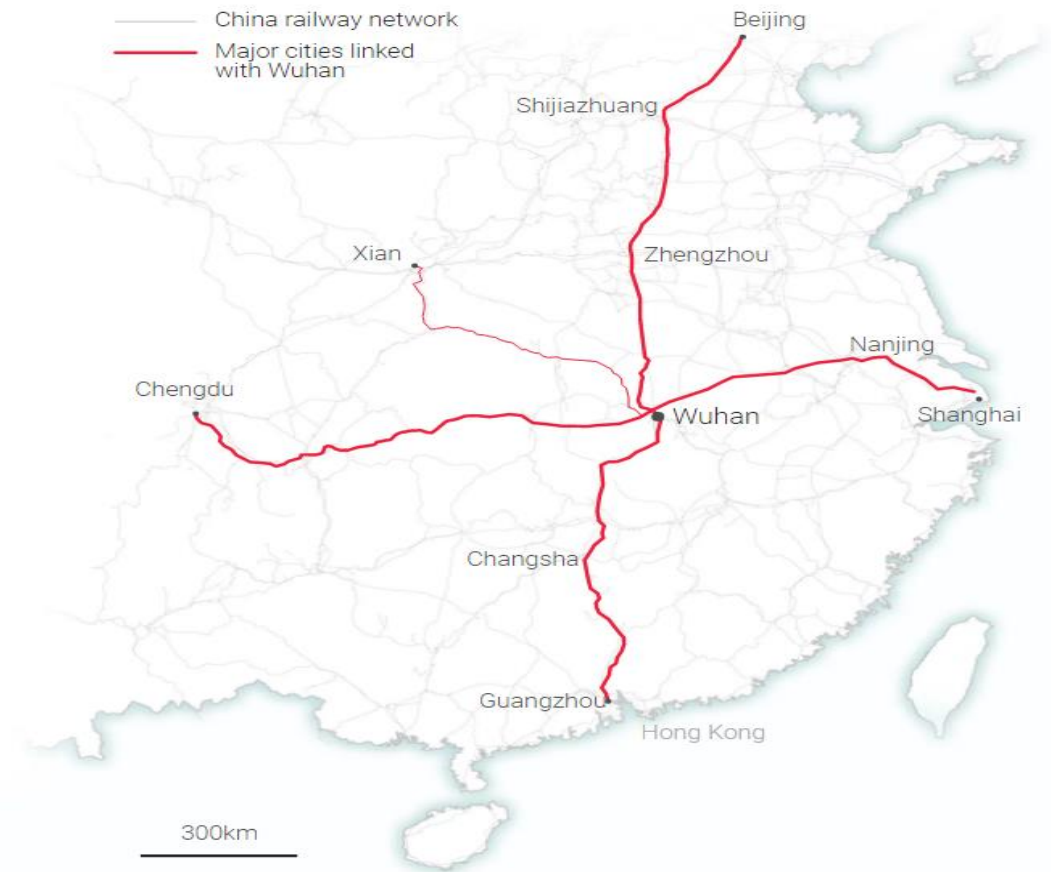 China railway network
Major cities linked
with Wuhan
Beijing
Shijiazhuang
Xian
Zhengzhou
Nanjing
Chengdu
Wuhan
Shanghai
Changsha
Guangzhou
Hong Kong
300km